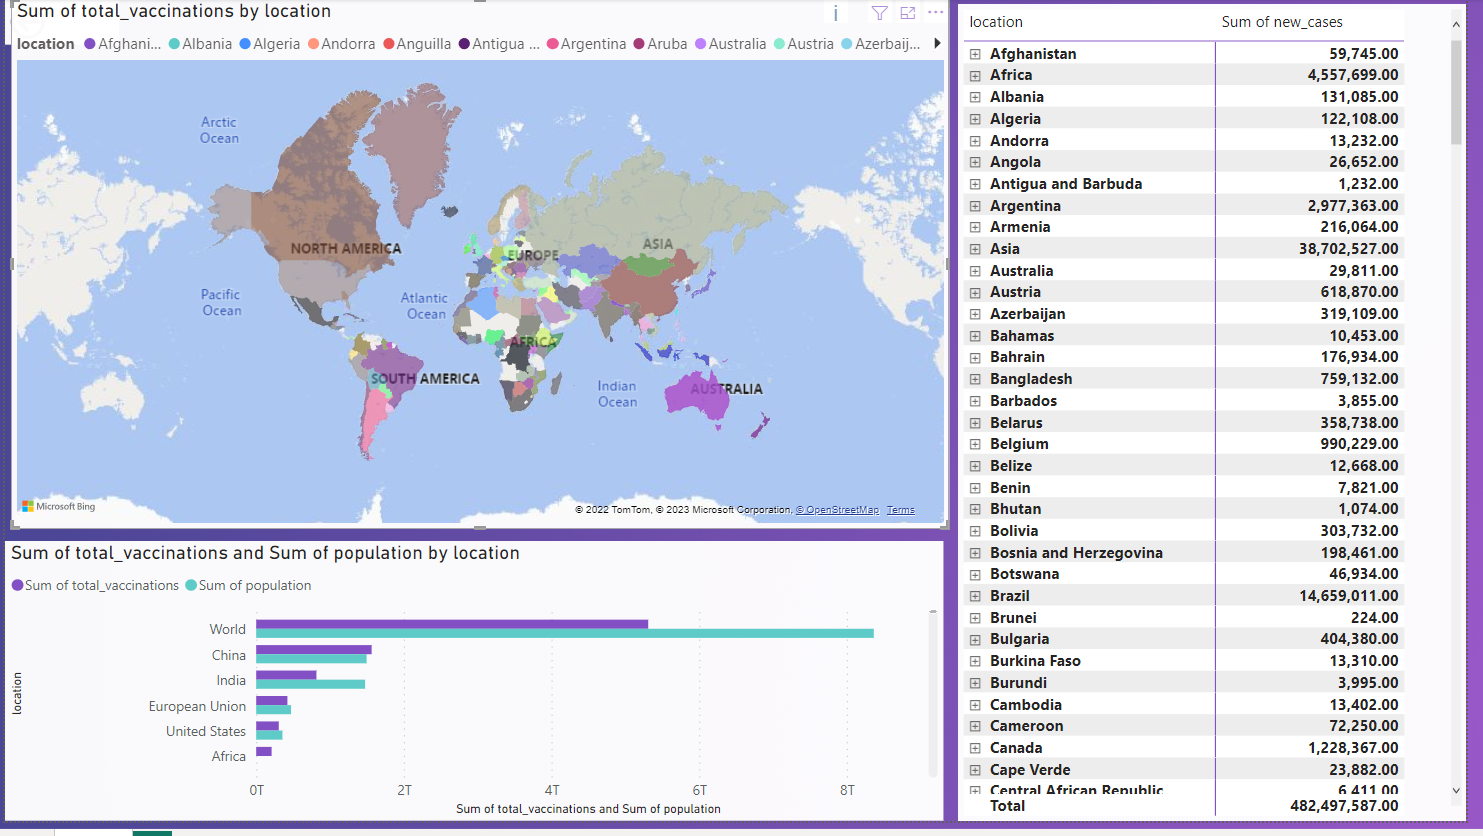 Sum of total_vaccinations by location
location Afghani... Albania Algeria Andorra Anguilla Antigua ... Argentina Aruba Australia Austria Azerbaij...
Arctic
Ocean
NORTH AMERICA
EUROPE
ASIA
Pacific
Ocean
Atlantic
Ocean
AFRICA
SOUTH AMERICA
Indian
Ocean
AUSTRALIA
Microsoft Bing
© 2022 TomTom, © 2023 Microsoft Corporation, © OpenStreetMap Terms
Sum of total_vaccinations and Sum of population by location
Sum of total_vaccinations Sum of population
location
World
China
India
European Union
United States
Africa
0T 2T 4T 6T 8T
Sum of total_vaccinations and Sum of population
location Sum of new_cases
Afghanistan 59,745.00
Africa 4,557,699.00
Albania 131,085.00
Algeria 122,108.00
Andorra 13,232.00
Angola 26,652.00
Antigua and Barbuda 1,232.00
Argentina 2,977,363.00
Armenia 216,064.00
Asia 38,702,527.00
Australia 29,811.00
Austria 618,870.00
Azerbaijan 319,109.00
Bahamas 10,453.00
Bahrain 176,934.00
Bangladesh 759,132.00
Barbados 3,855.00
Belarus 358,738.00
Belgium 990,229.00
Belize 12,668.00
Benin 7,821.00
Bhutan 1,074.00
Bolivia 303,732.00
Bosnia and Herzegovina 198,461.00
Botswana 46,934.00
Brazil 14,659,011.00
Brunei 224.00
Bulgaria 404,380.00
Burkina Faso 13,310.00
Burundi 3,995.00
Cambodia 13,402.00
Cameroon 72,250.00
Canada 1,228,367.00
Cape Verde 23,882.00
Central African Republic 6,411.00
Total 482,497,587.00